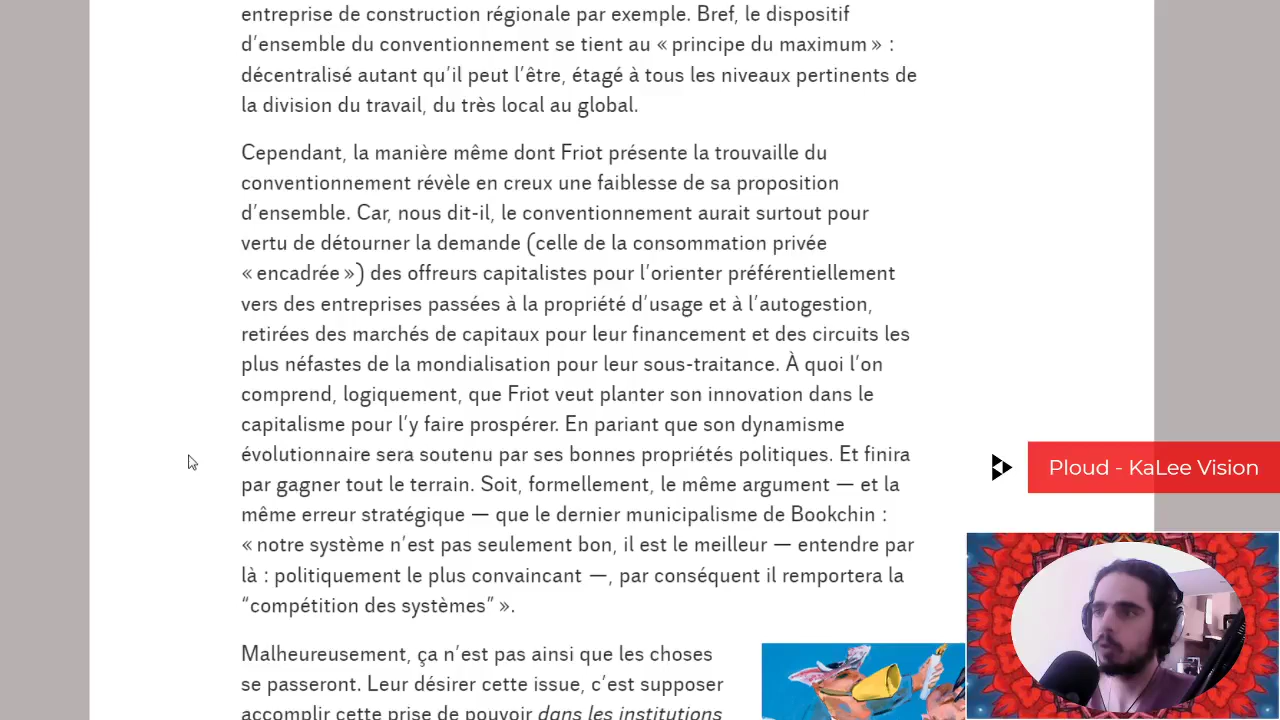 entreprise de construction régionale par exemple. Bref, le dispositif
d’ensemble du conventionnement se tient au « principe du maximum » :
décentralisé autant qu’il peut l’être, étagé à tous les niveaux pertinents de
la division du travail, du très local au global.
Cependant, la manière même dont Friot présente la trouvaille du
conventionnement révèle en creux une faiblesse de sa proposition
d’ensemble. Car, nous dit-il, le conventionnement aurait surtout pour
vertu de détourner la demande (celle de la consommation privée
« encadrée ») des offreurs capitalistes pour l’orienter préférentiellement
vers des entreprises passées à la propriété d’usage et à l’autogestion,
retirées des marchés de capitaux pour leur financement et des circuits les
plus néfastes de la mondialisation pour leur sous-traitance. À quoi l’on
comprend, logiquement, que Friot veut planter son innovation dans le
capitalisme pour l’y faire prospérer. En pariant que son dynamisme
évolutionnaire sera soutenu par ses bonnes propriétés politiques. Et finira
par gagner tout le terrain. Soit, formellement, le même argument — et la
même erreur stratégique — que le dernier municipalisme de Bookchin :
« notre système n’est pas seulement bon, il est le meilleur — entendre par
là : politiquement le plus convaincant —, par conséquent il remportera la
“compétition des systèmes” ».
Malheureusement, ça n’est pas ainsi que les choses
se passeront. Leur désirer cette issue, c’est supposer
accomplir cette prise de pouvoir dans les institutions
Ploud - KaLee Vision